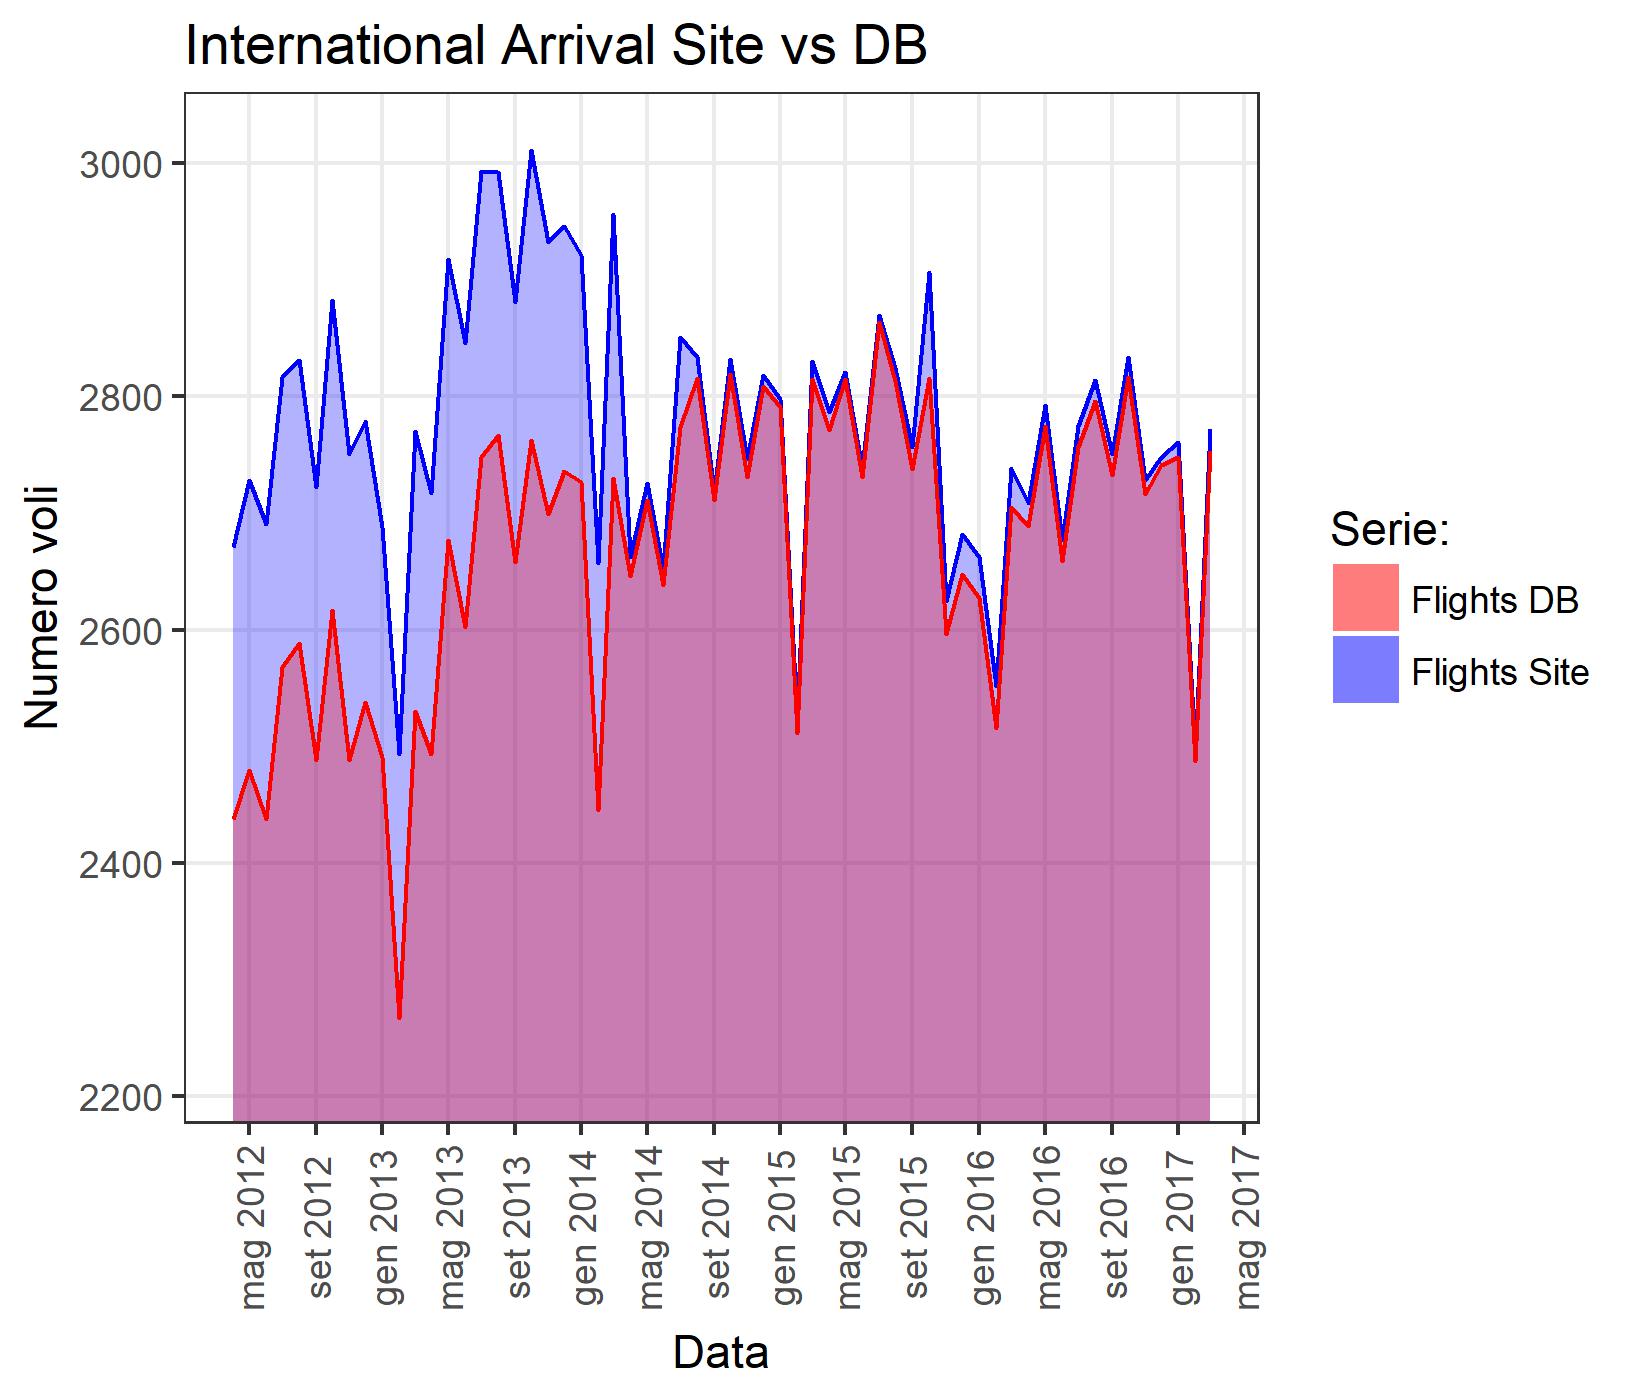 International Arrival Site vs DB
Numero voli
3000
2800
2600
2400
2200
mag 2012
set 2012
gen 2013
mag 2013
set 2013
gen 2014
mag 2014
set 2014
gen 2015
mag 2015
set 2015
gen 2016
mag 2016
set 2016
gen 2017
mag 2017
Data
Serie:
Flights DB
Flights Site